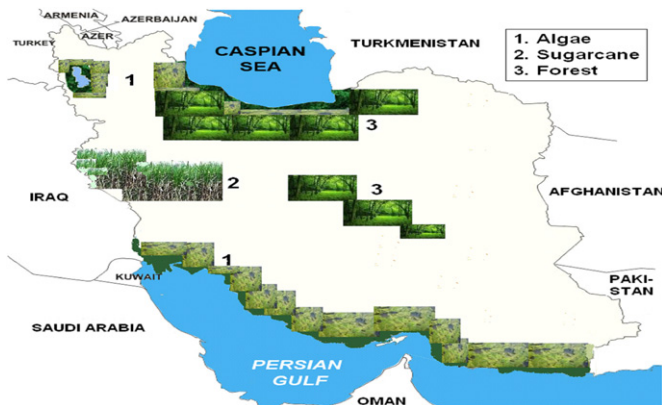 ARMENIA
AZERBAIJAN
TURKEY
AZER
CASPIAN
SEA
TURKMENISTAN
1. Algae
2. Sugarcane
3. Forest
1
3
2
3
IRAQ
AFGHANISTAN
1
KUWAIT
PAKI-
STAN
SAUDI ARABIA
PERSIAN
GULF
OMAN